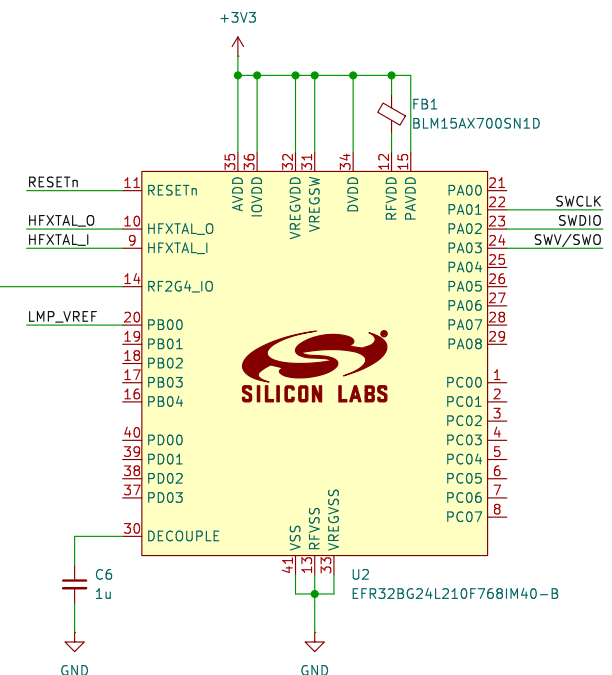 +3V3
FB1
BLM15AX700SN1D
35
36
32
31
34
12
15
AVDD
IOVDD
VREGVDD
VREGSW
DVDD
RFVDD
PAVDD
RESETn 11 RESETn
HFXTAL_O 10 HFXTAL_O
HFXTAL_I 9 HFXTAL_I
14 RF2G4_IO
LMP_VREF 20 PB00
19 PB01
18 PB02
17 PB03
16 PB04
40 PD00
39 PD01
38 PD02
37 PD03
30 DECOUPLE
PA00 21
PA01 22 SWCLK
PA02 23 SWDIO
PA03 24 SWV/SWO
PA04 25
PA05 26
PA06 27
PA07 28
PA08 29
PC00 1
PC01 2
PC02 3
PC03 4
PC04 5
PC05 6
PC06 7
PC07 8
SILICON LABS
VSS
RFVSS
VREGVSS
41
13
33
U2
EFR32BG24L210F768IM40-B
C6
1u
GND
GND